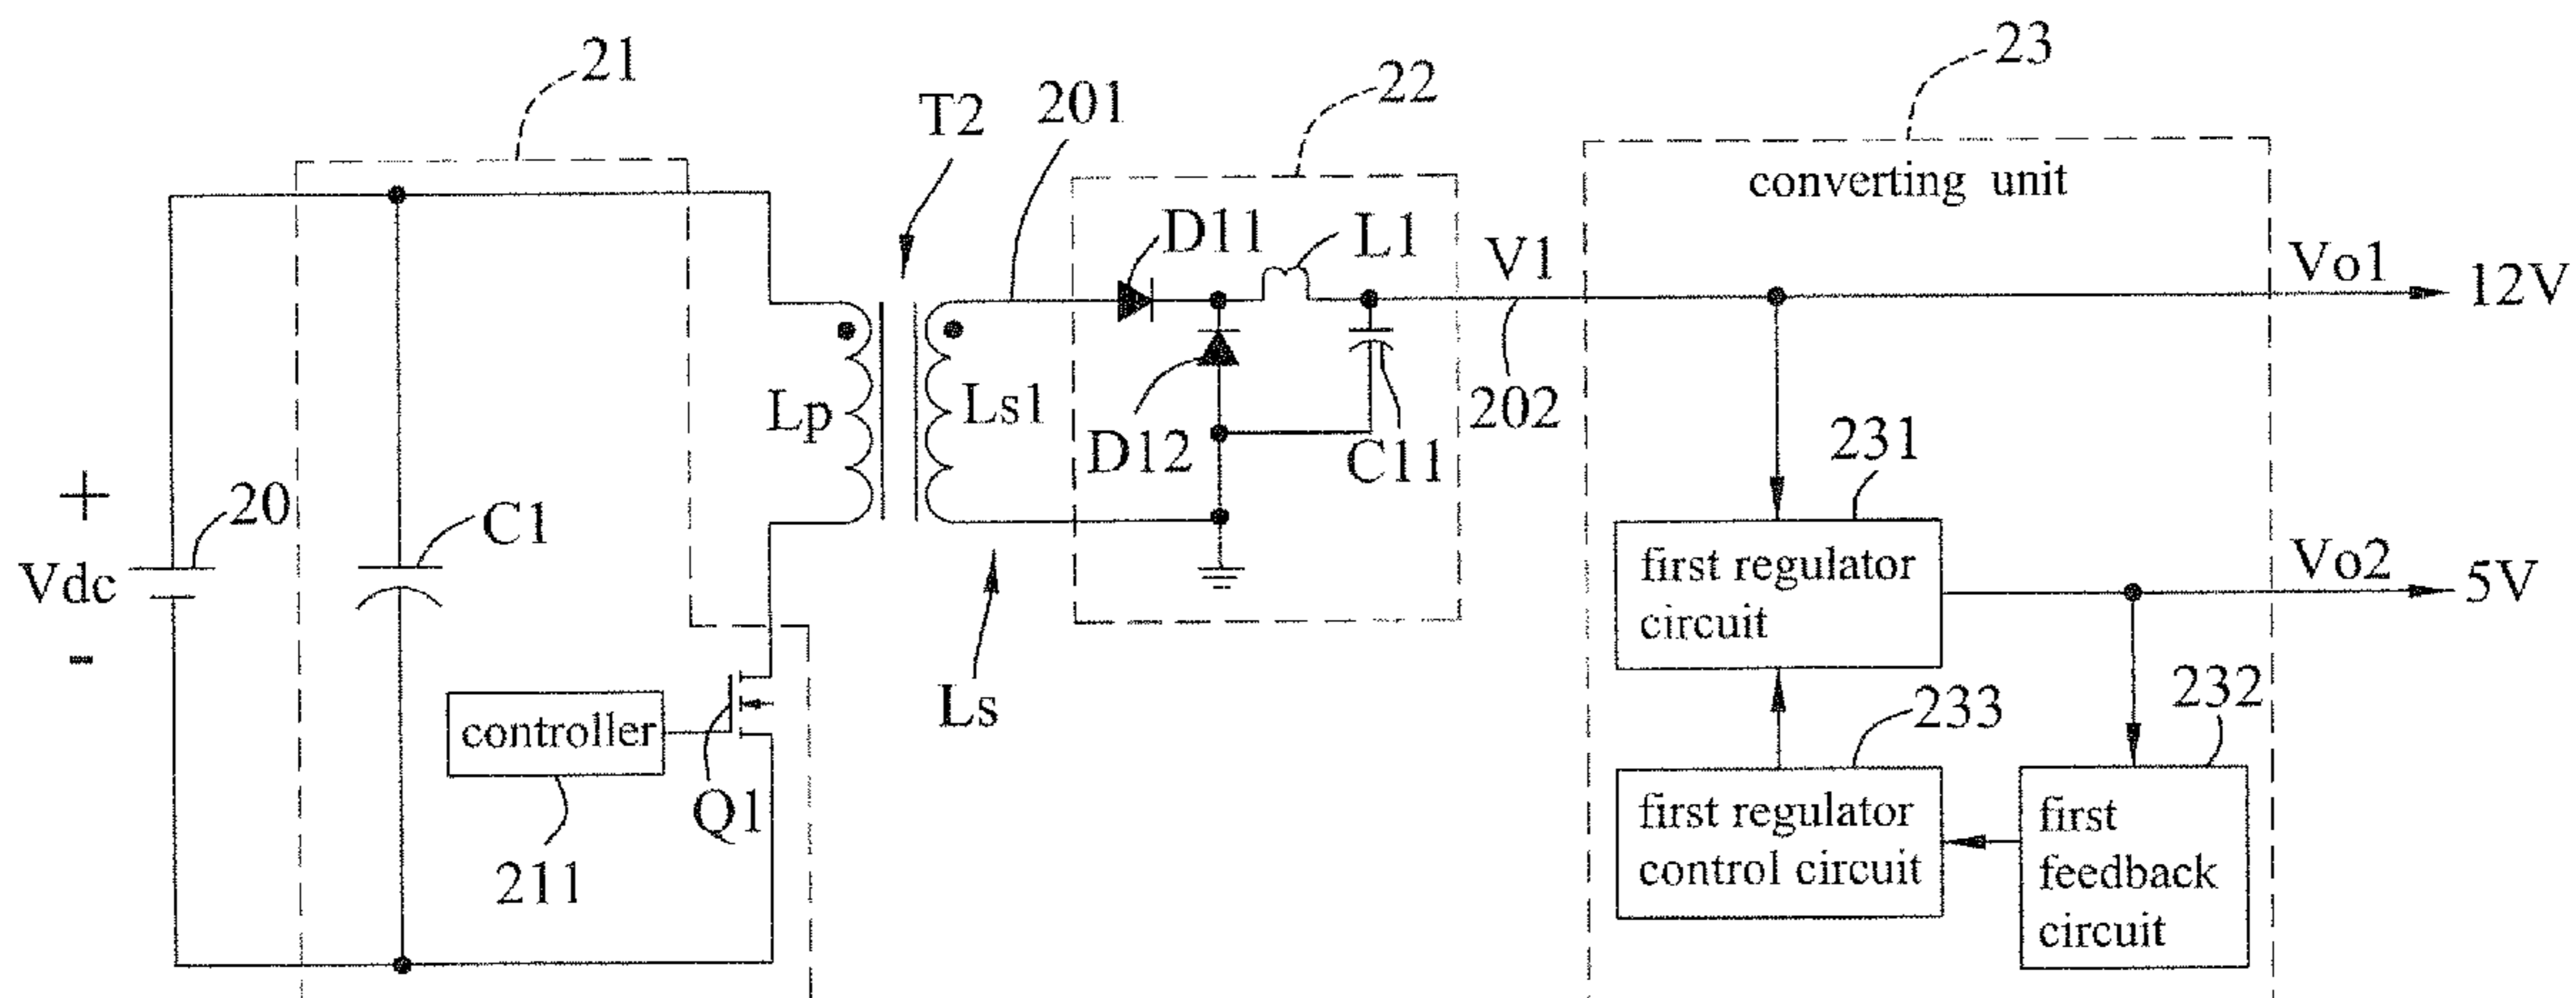 21
T2
201
22
23
converting unit
D11
L1
V1
Vo1
12V
Lp
Ls1
D12
C11
202
231
+
20
C1
Vdc
-
first regulator
circuit
Vo2
5V
Ls
controller
Q1
211
233
232
first regulator
control circuit
first
feedback
circuit